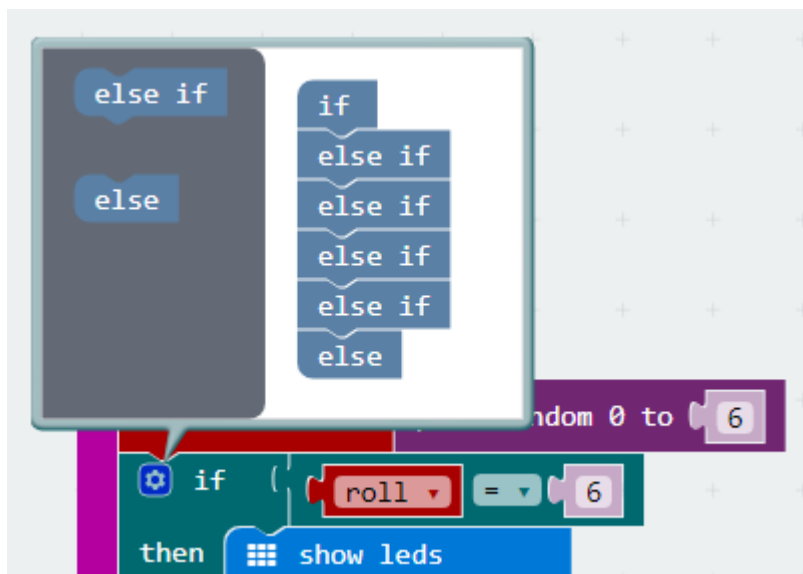 else if
else
if
else if
else if
else if
else if
else
ndom 0 to 6
if roll = 6
then show leds